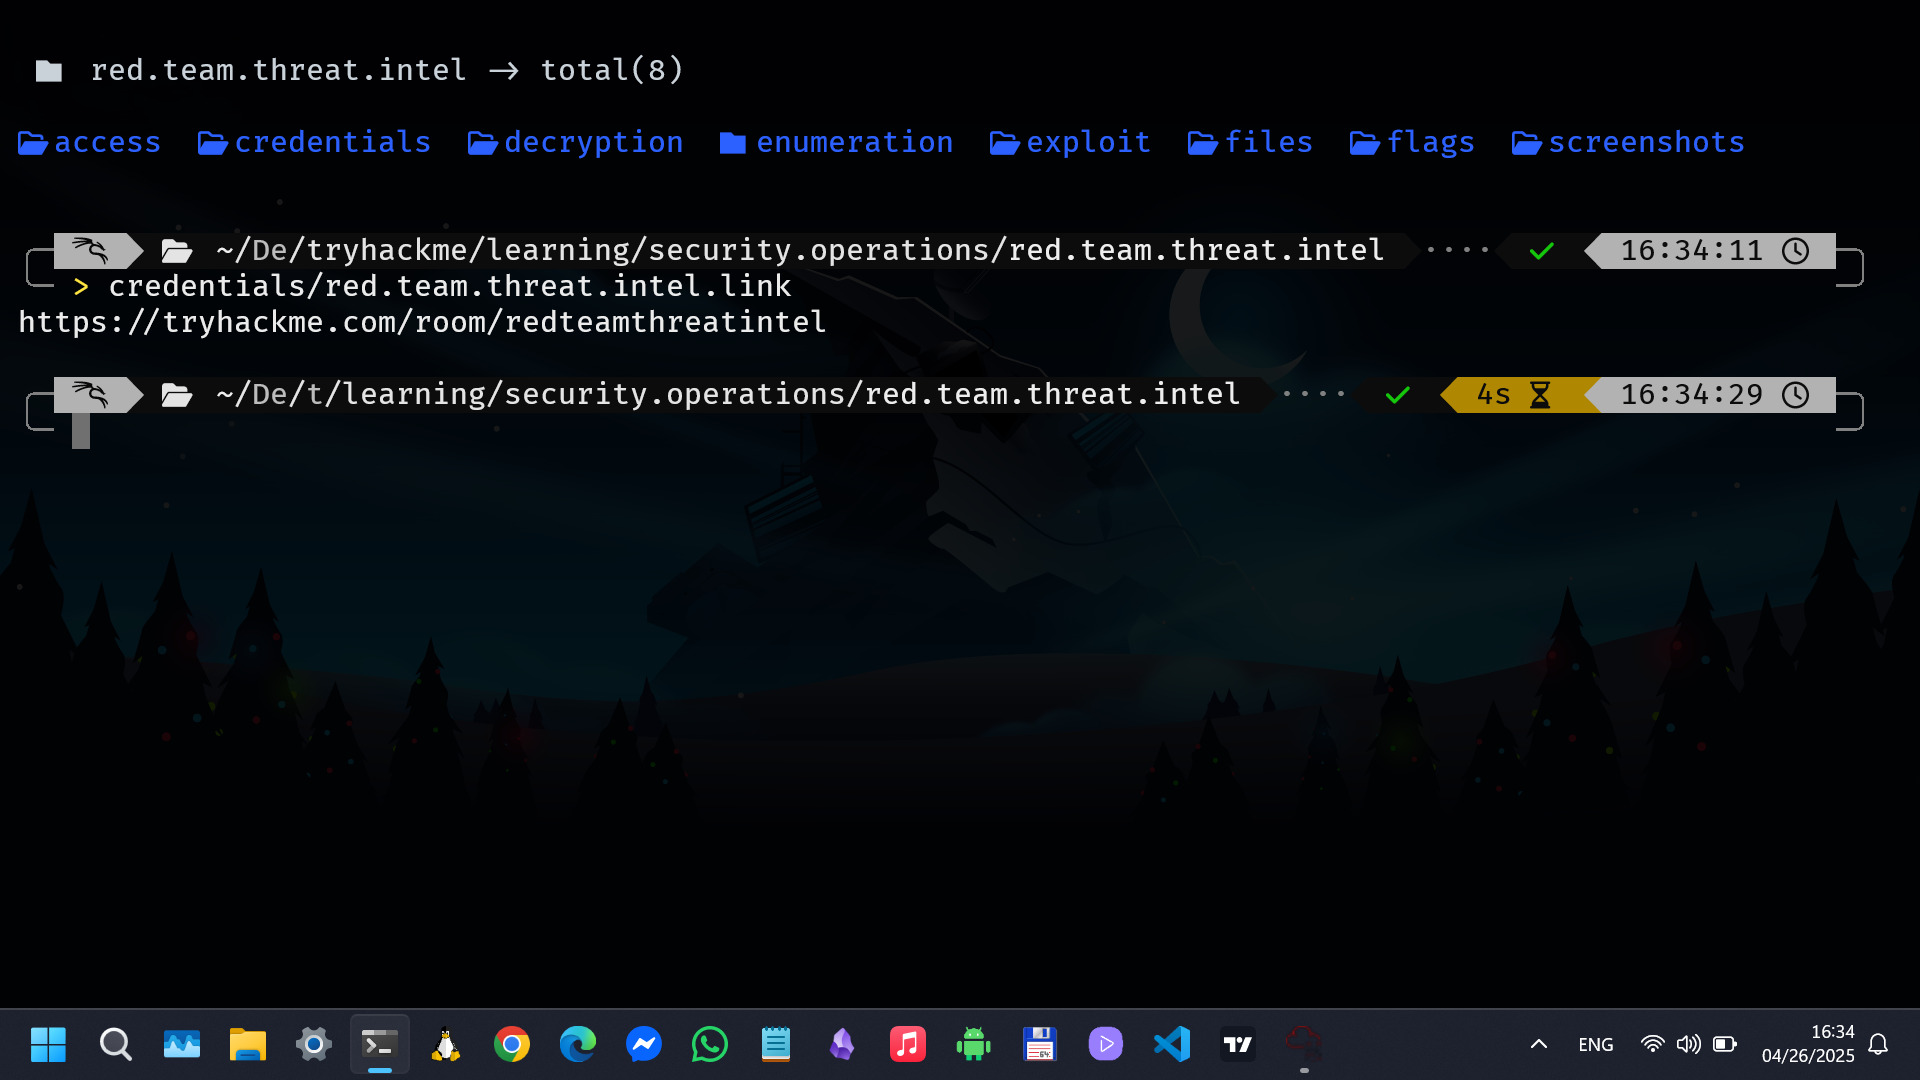 red.team.threat.intel → total(8)
access credentials decryption enumeration exploit files flags screenshots
~/De/tryhackme/learning/security.operations/red.team.threat.intel ···· ✓ 16:34:11
> credentials/red.team.threat.intel.link
https://tryhackme.com/room/redteamthreatintel
~/De/t/learning/security.operations/red.team.threat.intel ···· ✓ 4s 16:34:29
64
ENG
16:34
04/26/2025